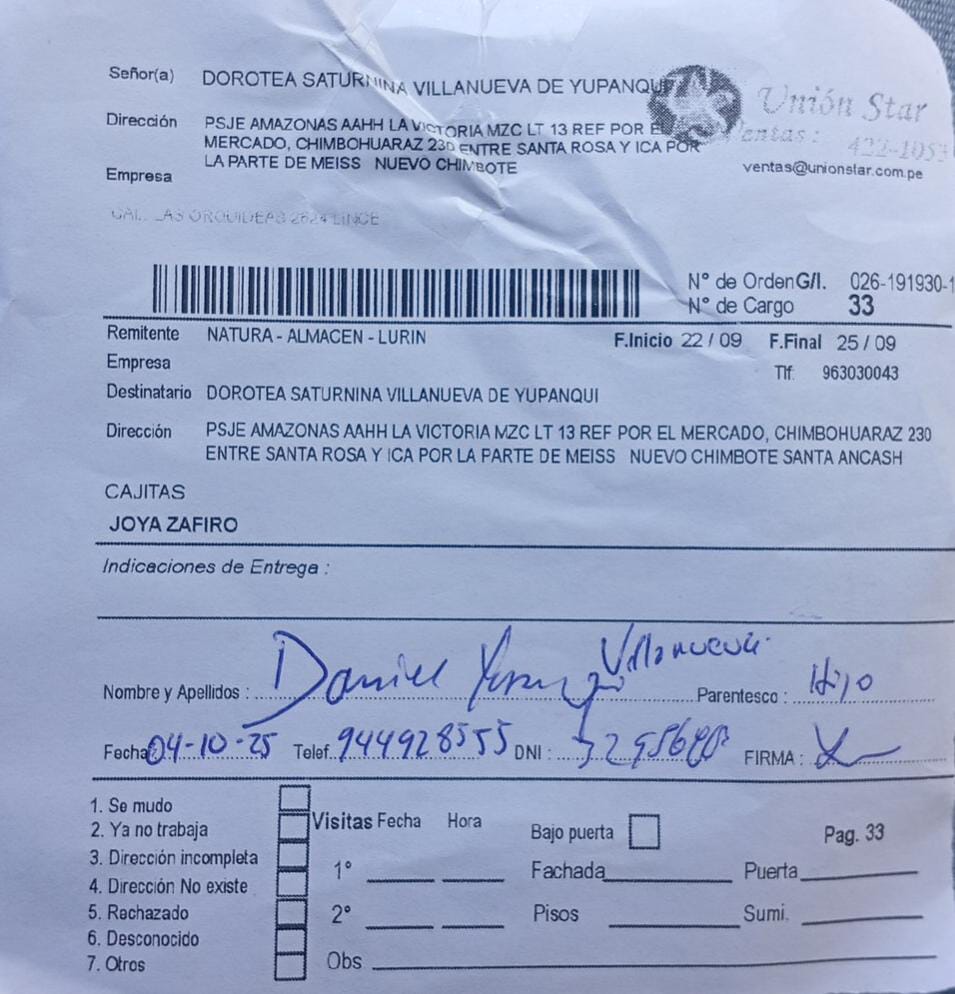 Señor(a) DOROTEA SATURNINA VILLANUEVA DE YUPANQUI
Unión Star
Dirección PSJE AMAZONAS AAHH LA VICTORIA MZC LT 13 REF POR EL
MERCADO, CHIMBOHUARAZ 230 ENTRE SANTA ROSA Y ICA POR
LA PARTE DE MEISS NUEVO CHIMBOTE
Ventas: 422-1053
ventas@unionstar.com.pe
Empresa
LAS ORQUIDEAS 2624 LINCE
N° de Orden G/I. 026-191930-1
N° de Cargo 33
Remitente NATURA - ALMACEN - LURIN F.Inicio 22 / 09 F.Final 25 / 09
Empresa Tlf: 963030043
Destinatario DOROTEA SATURNINA VILLANUEVA DE YUPANQUI
Dirección PSJE AMAZONAS AAHH LA VICTORIA MZC LT 13 REF POR EL MERCADO, CHIMBOHUARAZ 230
ENTRE SANTA ROSA Y ICA POR LA PARTE DE MEISS NUEVO CHIMBOTE SANTA ANCASH
CAJITAS
JOYA ZAFIRO
Indicaciones de Entrega :
Nombre y Apellidos : Daniel Villanueva Parentesco : Hijo
Fecha 04-10-25 Telef. 944928555 DNI : FIRMA :
1. Se mudo
2. Ya no trabaja
3. Dirección incompleta
4. Dirección No existe
5. Rechazado
6. Desconocido
7. Otros
Visitas Fecha Hora Bajo puerta Pag. 33
1° Fachada Puerta
2° Pisos Sumi.
Obs